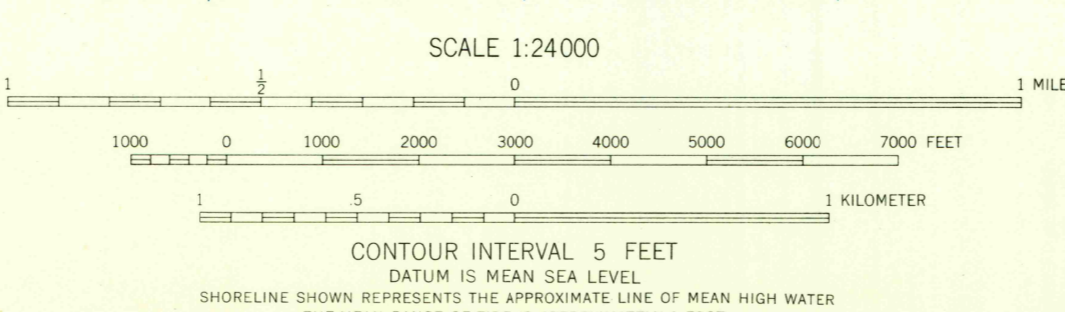 SCALE 1:24 000
1 1/2 0 1 MILE
1000 0 1000 2000 3000 4000 5000 6000 7000 FEET
1 .5 0 1 KILOMETER
CONTOUR INTERVAL 5 FEET
DATUM IS MEAN SEA LEVEL
SHORELINE SHOWN REPRESENTS THE APPROXIMATE LINE OF MEAN HIGH WATER